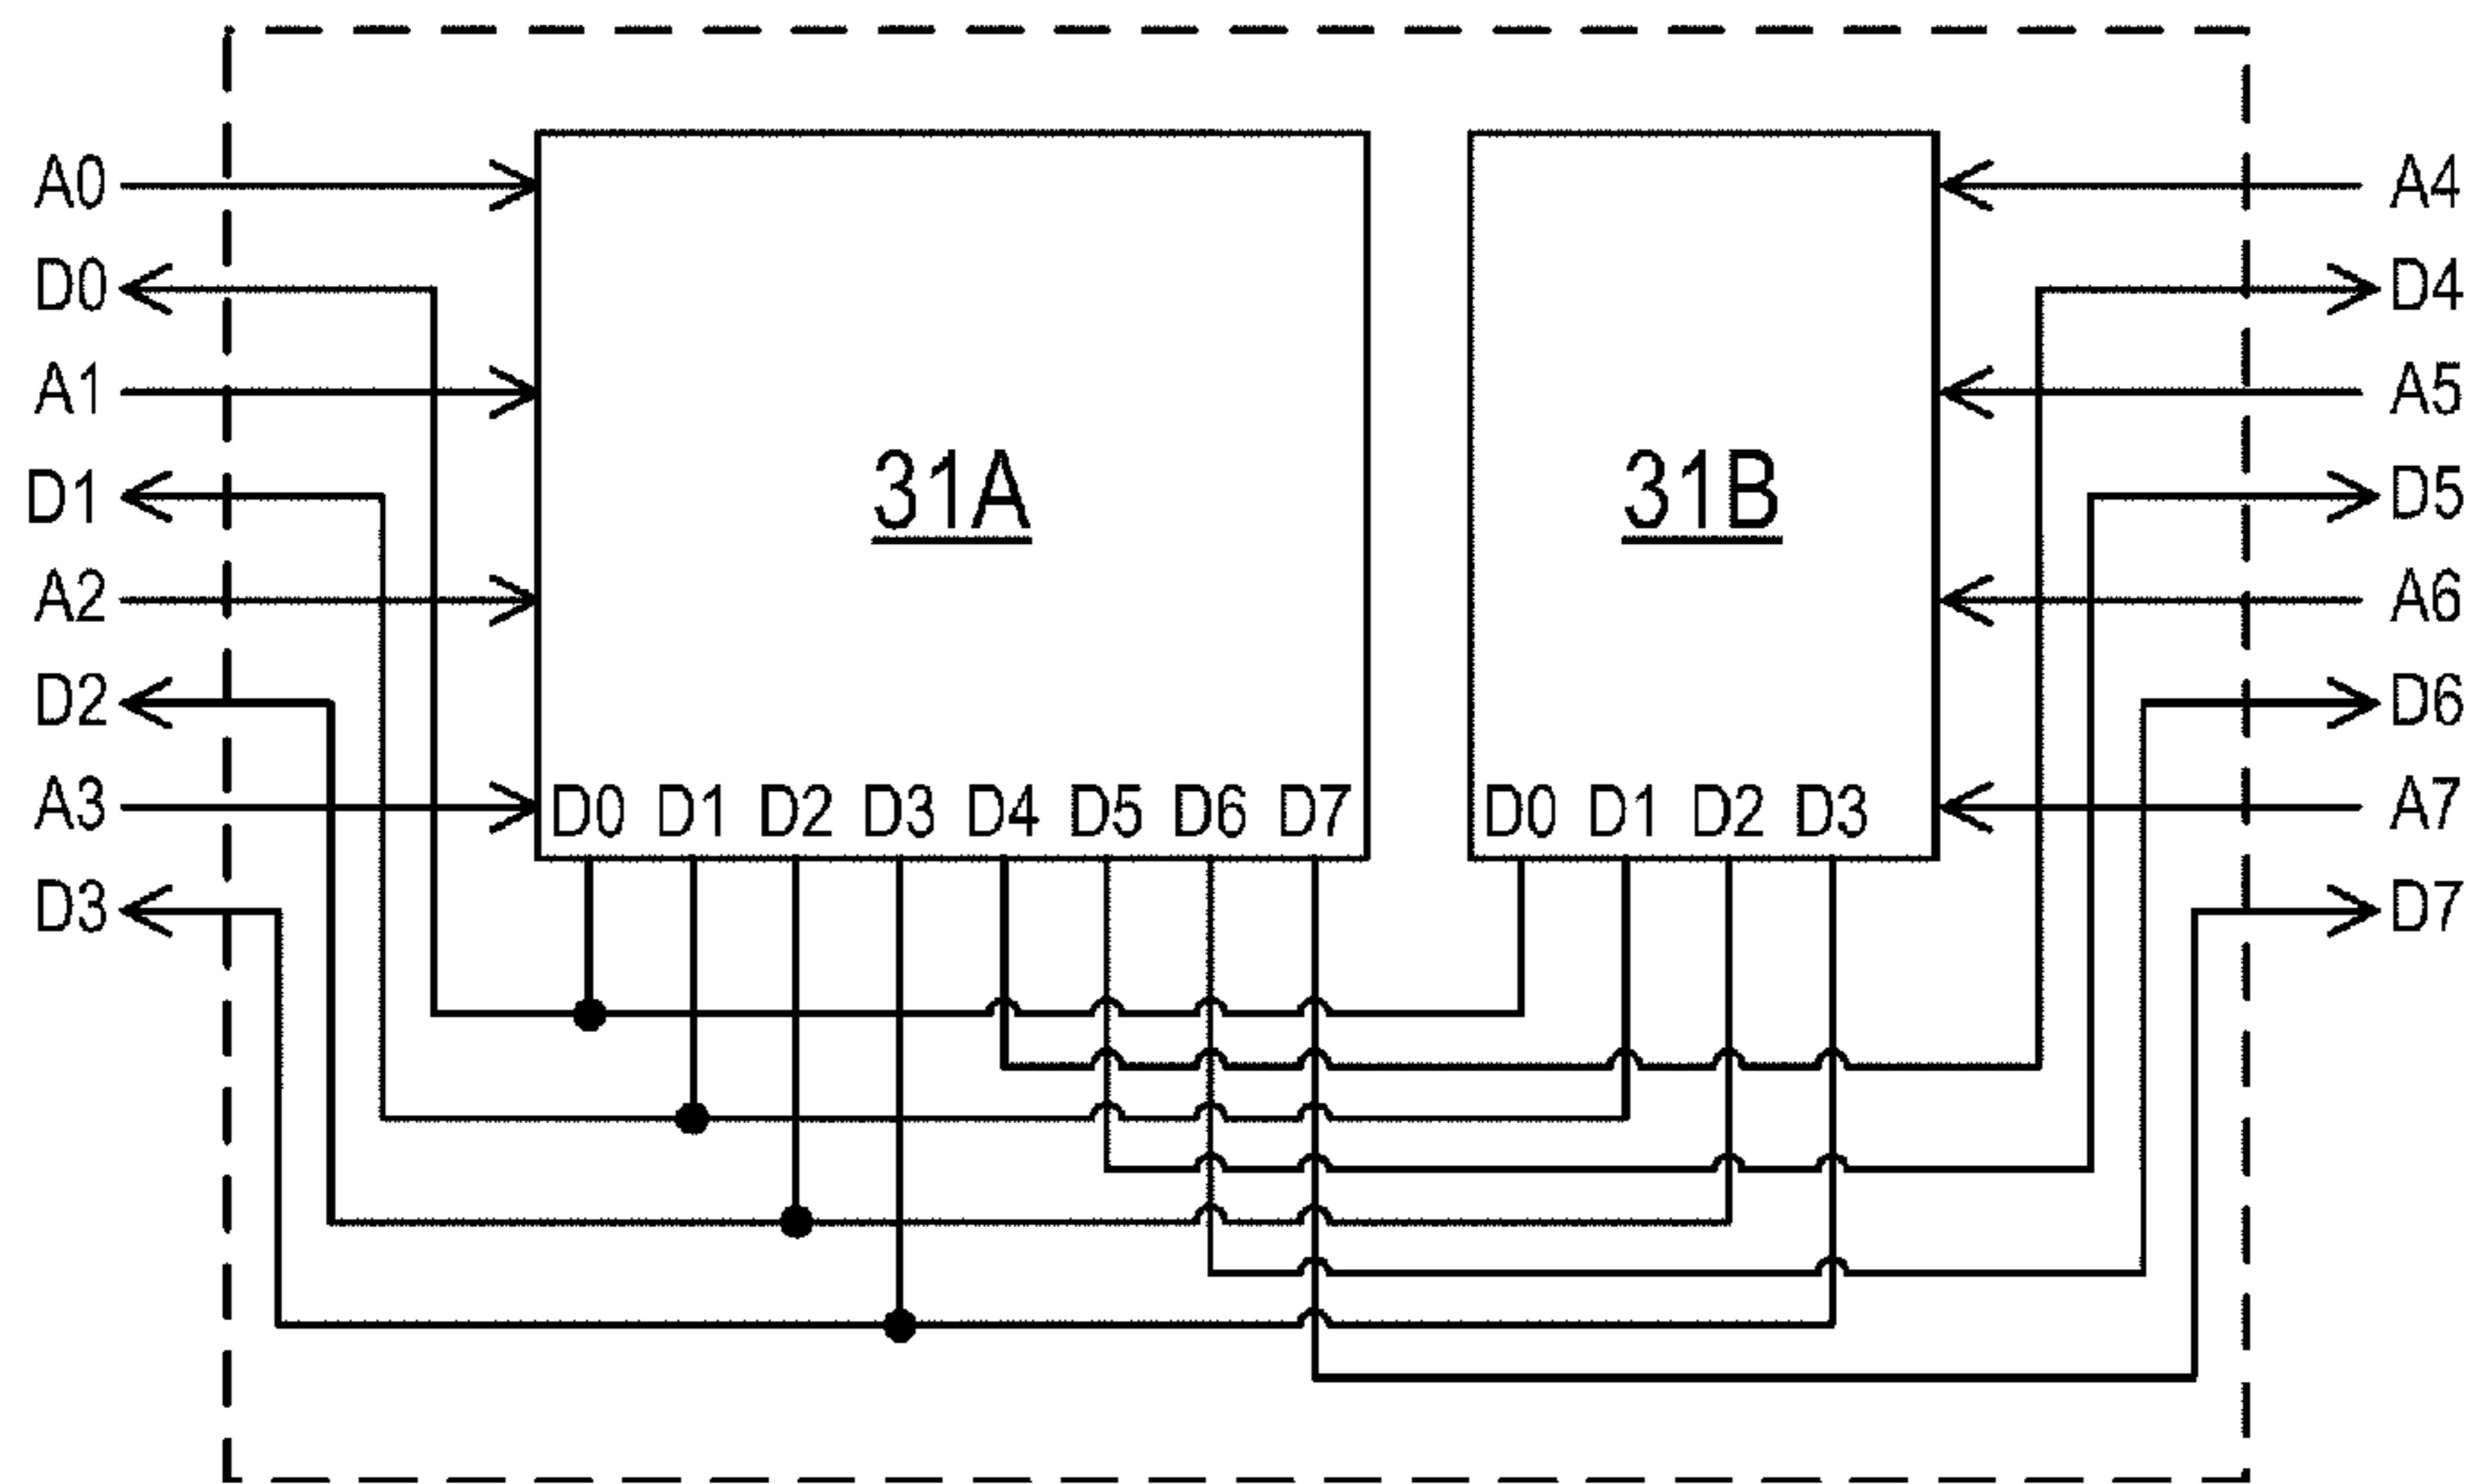 A0 A4
D0 D4
A1 A5
31A 31B
D1 D5
A2 A6
D2 D6
A3 D0 D1 D2 D3 D4 D5 D6 D7 D0 D1 D2 D3 A7
D3 D7